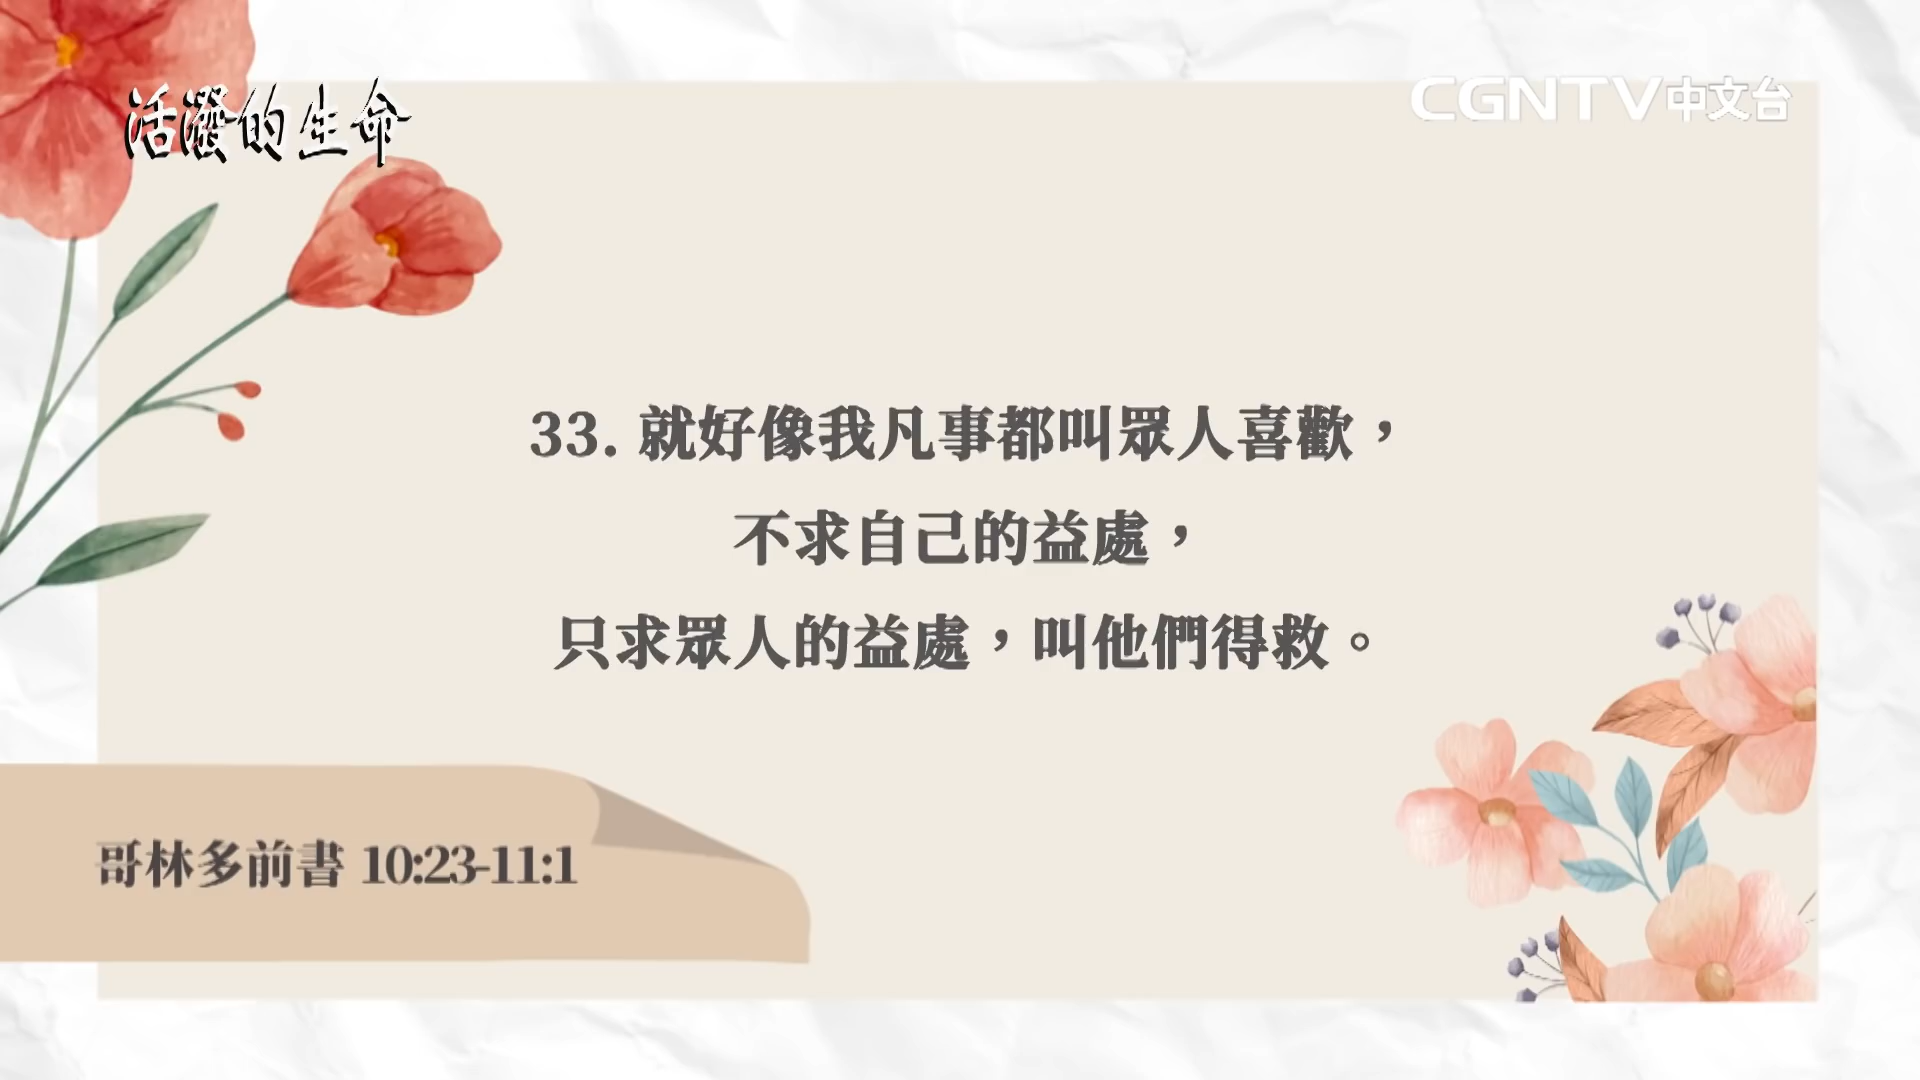 活潑的生命
CGNTV中文台
33. 就好像我凡事都叫眾人喜歡，
不求自己的益處，
只求眾人的益處，叫他們得救。
哥林多前書 10:23-11:1